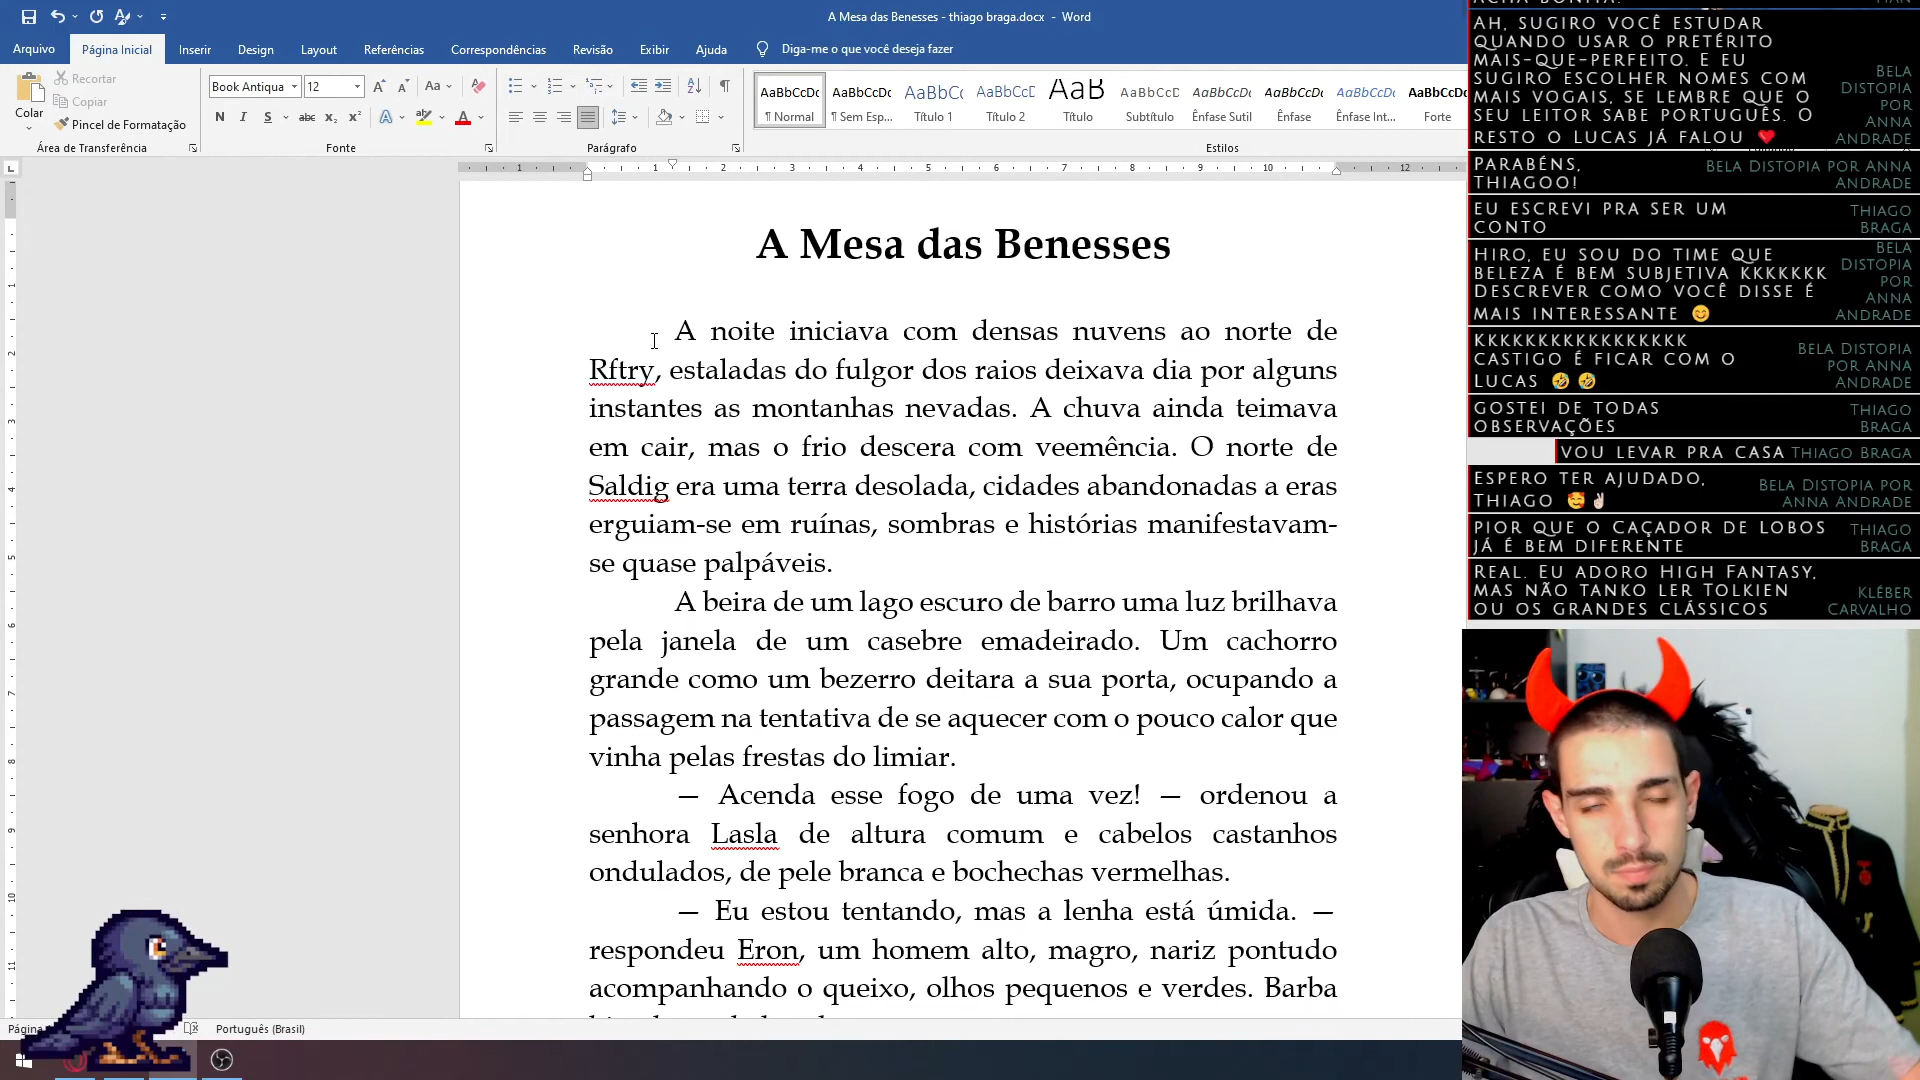 A Mesa das Benesses - thiago braga.docx - Word
Arquivo
Página Inicial
Inserir
Design
Layout
Referências
Correspondências
Revisão
Exibir
Ajuda
Diga-me o que você deseja fazer
Colar
Recortar
Copiar
Pincel de Formatação
Área de Transferência
Book Antiqua
12
Fonte
Parágrafo
AaBbCcDc
¶ Normal
AaBbCcDc
¶ Sem Esp...
AaBbCc
Título 1
AaBbCcD
Título 2
AaB
Título
AaBbCcD
Subtítulo
AaBbCcDc
Ênfase Sutil
AaBbCcDc
Ênfase
AaBbCcDc
Ênfase Int...
AaBbCcDc
Forte
Estilos
A Mesa das Benesses
A noite iniciava com densas nuvens ao norte de
Rftry, estaladas do fulgor dos raios deixava dia por alguns
instantes as montanhas nevadas. A chuva ainda teimava
em cair, mas o frio descera com veemência. O norte de
Saldig era uma terra desolada, cidades abandonadas a eras
erguiam-se em ruínas, sombras e histórias manifestavam-
se quase palpáveis.
A beira de um lago escuro de barro uma luz brilhava
pela janela de um casebre emadeirado. Um cachorro
grande como um bezerro deitara a sua porta, ocupando a
passagem na tentativa de se aquecer com o pouco calor que
vinha pelas frestas do limiar.
— Acenda esse fogo de uma vez! — ordenou a
senhora Lasla de altura comum e cabelos castanhos
ondulados, de pele branca e bochechas vermelhas.
— Eu estou tentando, mas a lenha está úmida. —
respondeu Eron, um homem alto, magro, nariz pontudo
acompanhando o queixo, olhos pequenos e verdes. Barba
Página
Português (Brasil)
AH, SUGIRO VOCÊ ESTUDAR
QUANDO USAR O PRETÉRITO
MAIS-QUE-PERFEITO. E EU
SUGIRO ESCOLHER NOMES COM
MAIS VOGAIS, SE LEMBRE QUE O
SEU LEITOR SABE PORTUGUÊS. O
RESTO O LUCAS JÁ FALOU ❤
BELA
DISTOPIA
POR
ANNA
ANDRADE
PARABÉNS,
THIAGOO!
BELA DISTOPIA POR ANNA
ANDRADE
EU ESCREVI PRA SER UM
CONTO
THIAGO
BRAGA
HIRO, EU SOU DO TIME QUE
BELEZA É BEM SUBJETIVA KKKKKKK
DESCREVER COMO VOCÊ DISSE É
MAIS INTERESSANTE 😊
BELA
DISTOPIA
POR
ANNA
ANDRADE
KKKKKKKKKKKKKKKKK
CASTIGO É FICAR COM O
LUCAS 🤣🤣
BELA DISTOPIA
POR ANNA
ANDRADE
GOSTEI DE TODAS
OBSERVAÇÕES
THIAGO
BRAGA
VOU LEVAR PRA CASA THIAGO BRAGA
ESPERO TER AJUDADO,
THIAGO 🥰✌🏻
BELA DISTOPIA POR
ANNA ANDRADE
PIOR QUE O CAÇADOR DE LOBOS
JÁ É BEM DIFERENTE
THIAGO
BRAGA
REAL. EU ADORO HIGH FANTASY,
MAS NÃO TANKO LER TOLKIEN
OU OS GRANDES CLÁSSICOS
KLÉBER
CARVALHO